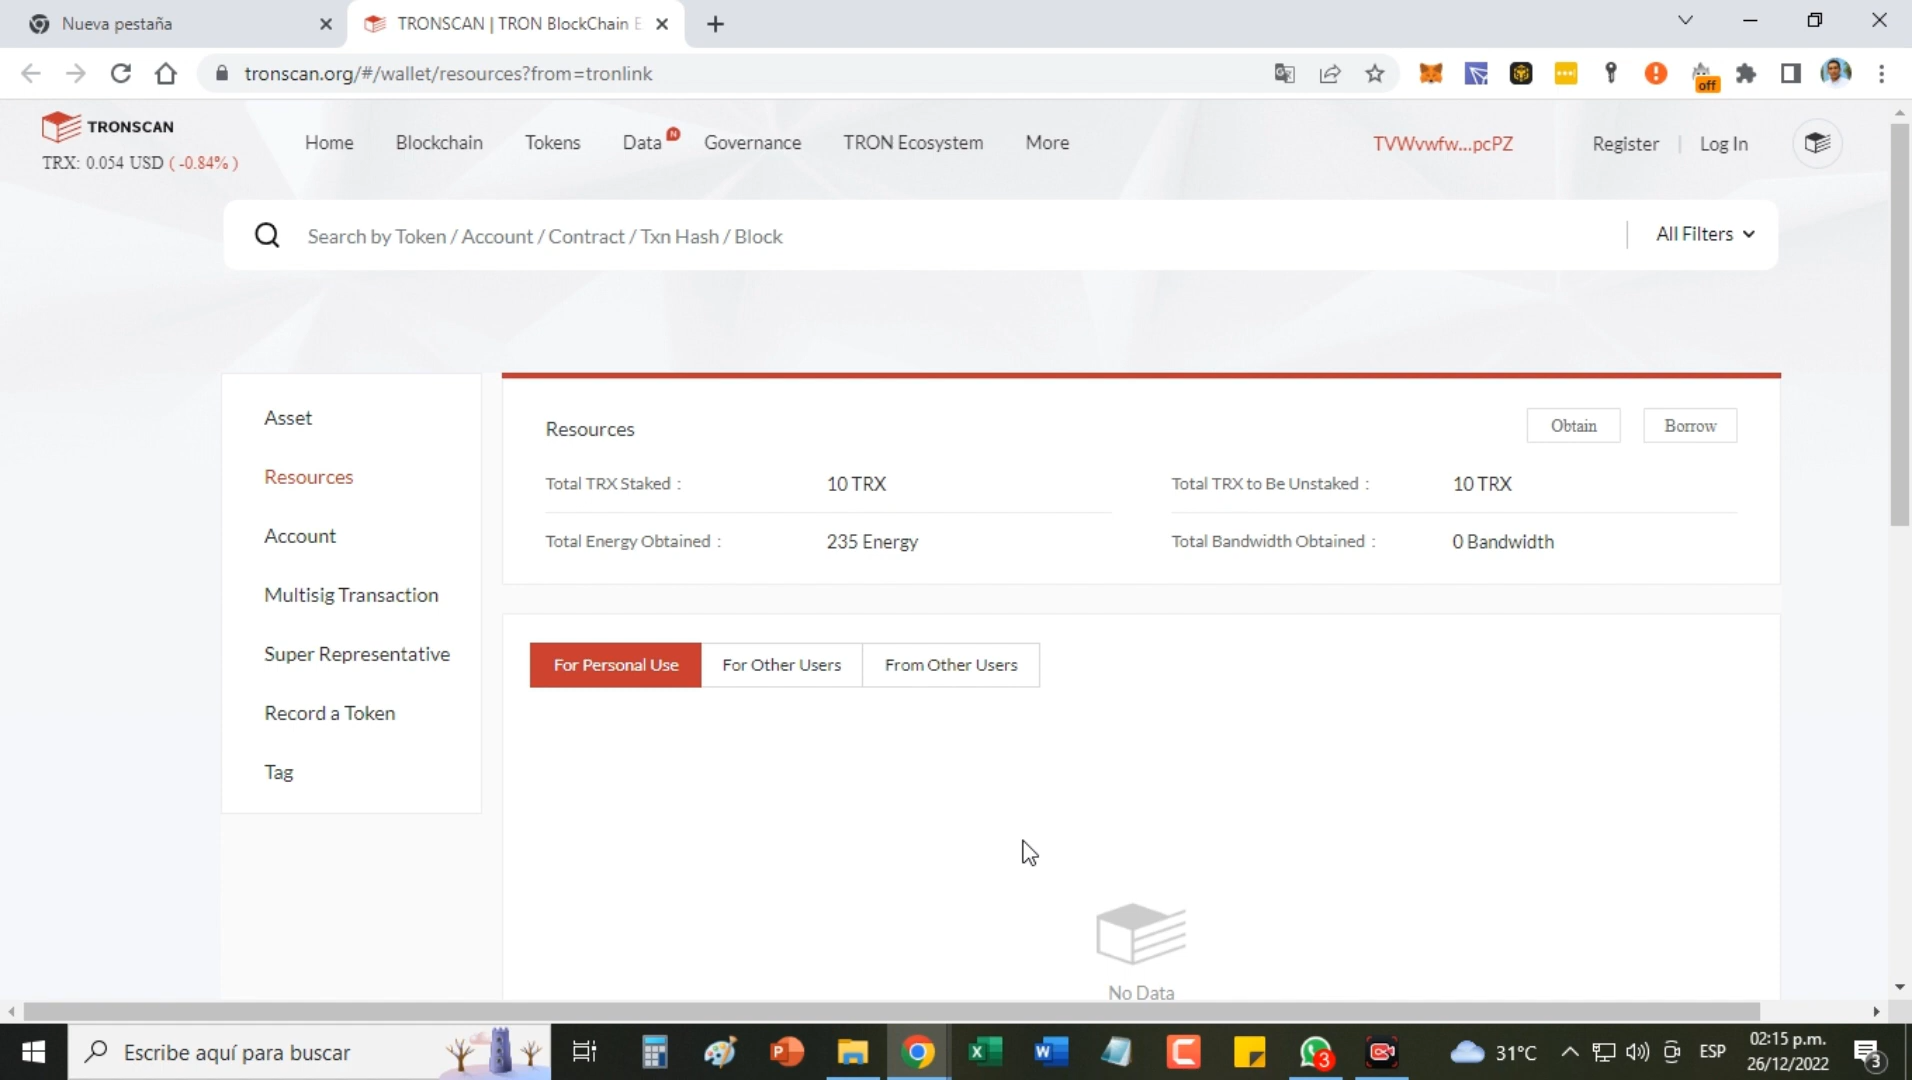 Nueva pestaña
TRONSCAN | TRON BlockChain E
tronscan.org/#/wallet/resources?from=tronlink
off
TRONSCAN
TRX: 0.054 USD ( -0.84% )
Home
Blockchain
Tokens
Data
N
Governance
TRON Ecosystem
More
TVWvwfw...pcPZ
Register
Log In
Search by Token / Account / Contract / Txn Hash / Block
All Filters
Asset
Resources
Account
Multisig Transaction
Super Representative
Record a Token
Tag
Resources
Obtain
Borrow
Total TRX Staked :
10 TRX
Total TRX to Be Unstaked :
10 TRX
Total Energy Obtained :
235 Energy
Total Bandwidth Obtained :
0 Bandwidth
For Personal Use
For Other Users
From Other Users
No Data
Escribe aquí para buscar
3
31°C
ESP
02:15 p.m.
26/12/2022
3